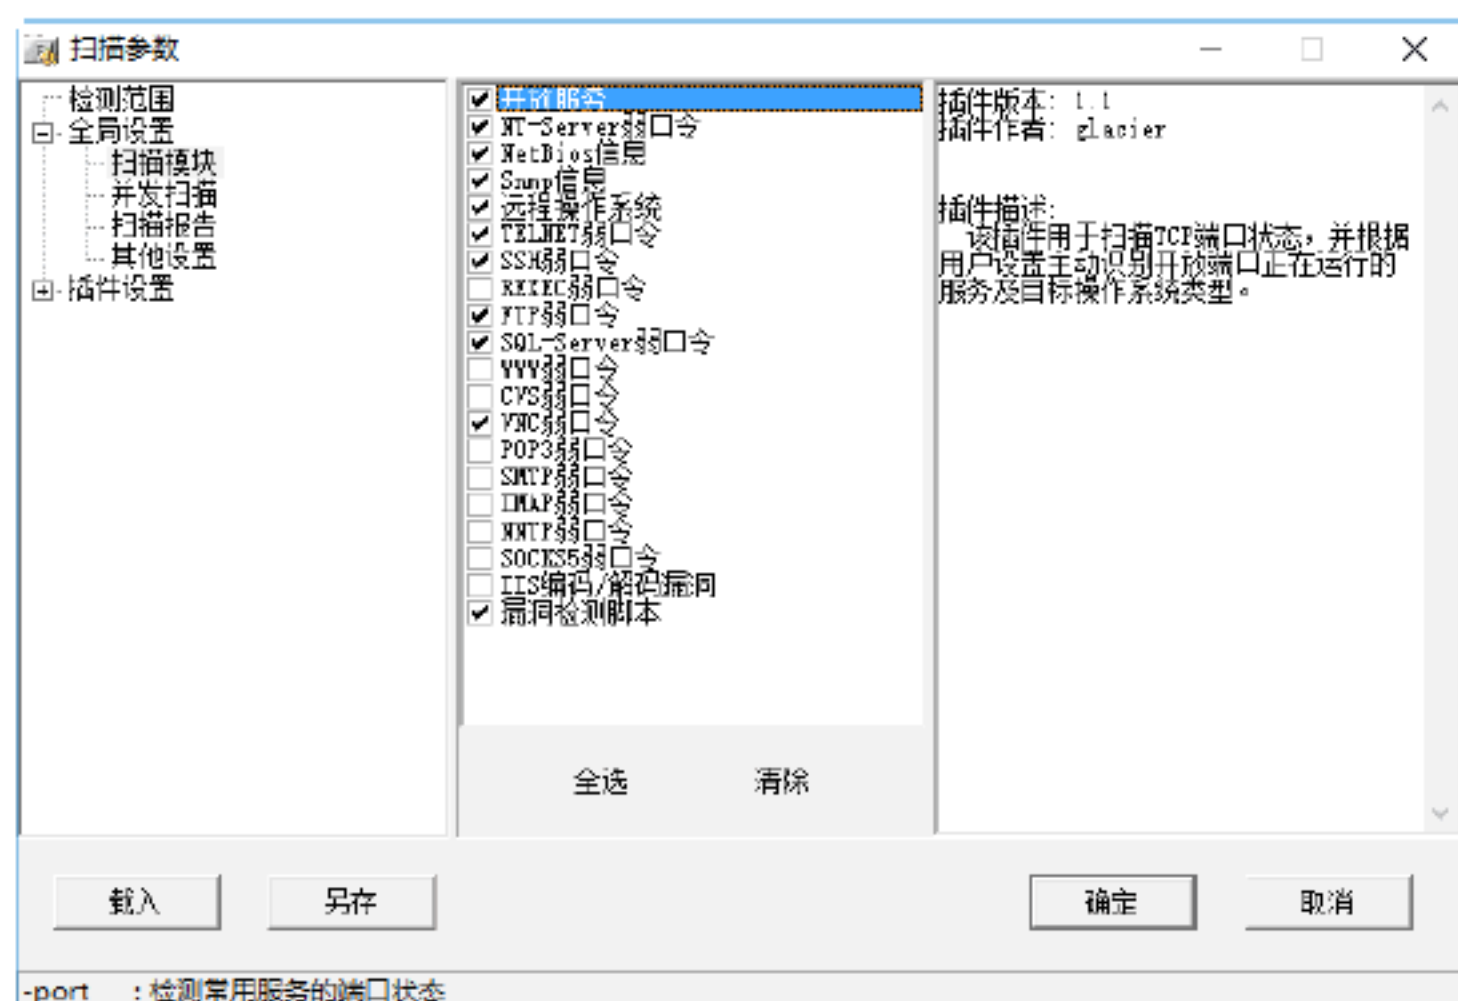 扫描参数
检测范围
全局设置
扫描模块
并发扫描
扫描报告
其他设置
插件设置
开放服务
NT-Server弱口令
NetBios信息
Snmp信息
远程操作系统
TELNET弱口令
SSH弱口令
REXEC弱口令
FTP弱口令
SQL-Server弱口令
WWW弱口令
CVS弱口令
VNC弱口令
POP3弱口令
SMTP弱口令
IMAP弱口令
NNTP弱口令
SOCKS5弱口令
IIS编码/解码漏洞
漏洞检测脚本
全选 清除
插件版本: 1.1
插件作者: glacier
插件描述:
该插件用于扫描TCP端口状态，并根据
用户设置主动识别开放端口正在运行的
服务及目标操作系统类型。
载入 另存 确定 取消
-port : 检测常用服务的端口状态